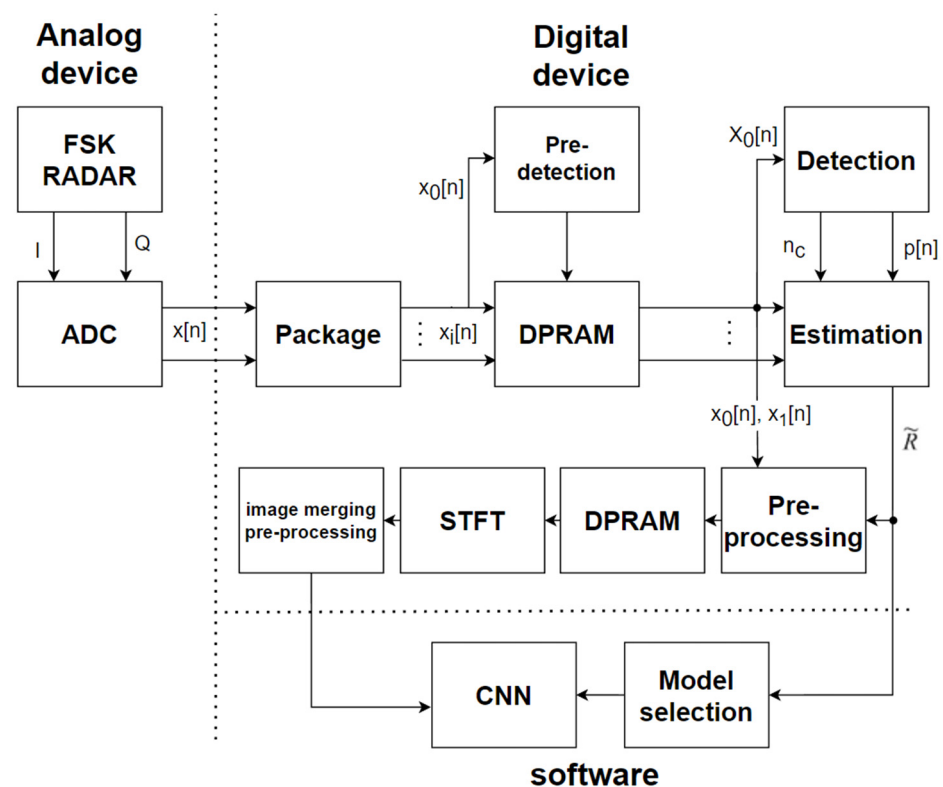 Analog
device
Digital
device
FSK
RADAR
Pre-
detection
X0[n]
Detection
x0[n]
I
Q
nc
p[n]
ADC
x[n]
Package
xi[n]
DPRAM
Estimation
x0[n], x1[n]
R̃
image merging
pre-processing
STFT
DPRAM
Pre-
processing
CNN
Model
selection
software